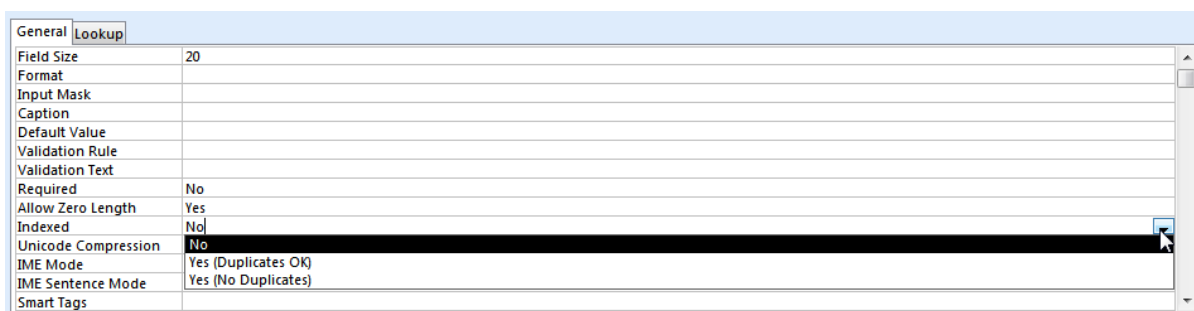 General Lookup
Field Size 20
Format
Input Mask
Caption
Default Value
Validation Rule
Validation Text
Required No
Allow Zero Length Yes
Indexed No
Unicode Compression No
IME Mode Yes (Duplicates OK)
IME Sentence Mode Yes (No Duplicates)
Smart Tags